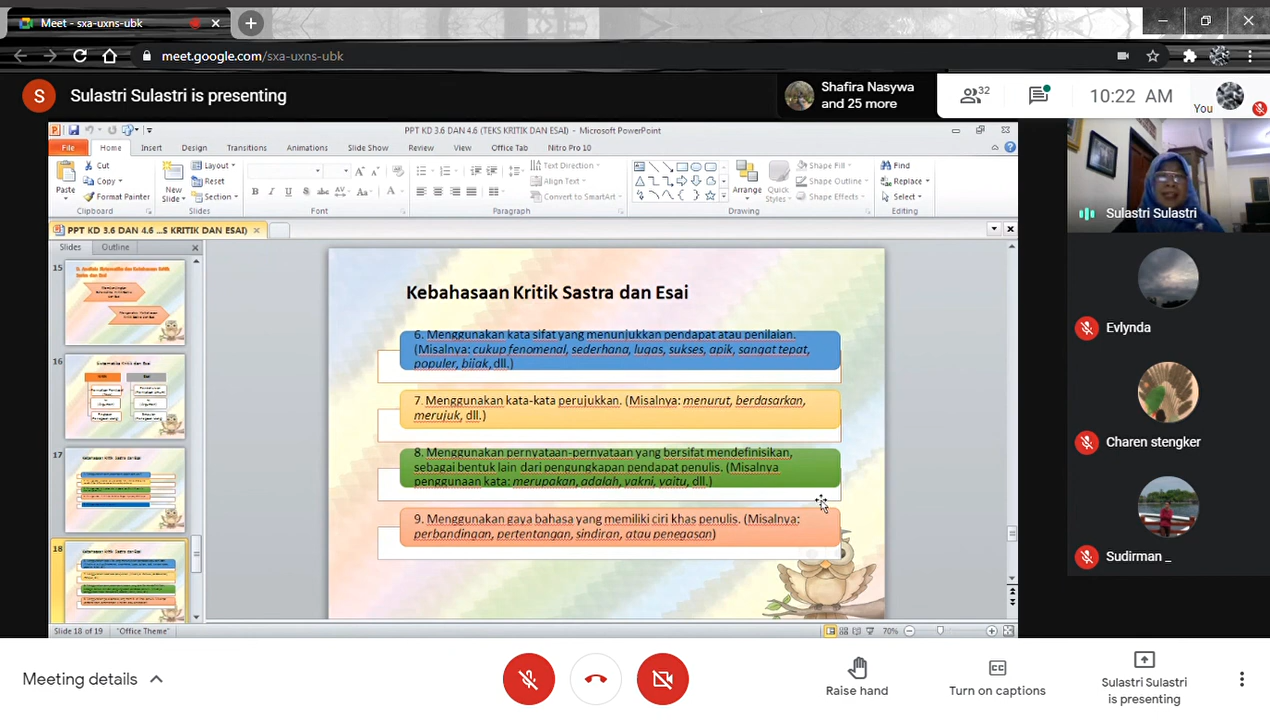 Meet - sxa-uxns-ubk
meet.google.com/sxa-uxns-ubk
S
Sulastri Sulastri is presenting
Shafira Nasywa
and 25 more
32
10:22 AM
You
PPT KD 3.6 DAN 4.6 (TEKS KRITIK DAN ESAI) - Microsoft PowerPoint
File Home Insert Design Transitions Animations Slide Show Review View Office Tab Nitro Pro 10
Paste
Cut
Copy
Format Painter
Clipboard
New
Slide
Layout
Reset
Section
Slides
Font
Text Direction
Align Text
Convert to SmartArt
Paragraph
Arrange
Quick
Styles
Shape Fill
Shape Outline
Shape Effects
Drawing
Find
Replace
Select
Editing
PPT KD 3.6 DAN 4.6 ...S KRITIK DAN ESAI)
Slides Outline
15
16
17
18
Kebahasaan Kritik Sastra dan Esai
6. Menggunakan kata sifat yang menunjukkan pendapat atau penilaian.
(Misalnya: cukup fenomenal, sederhana, lugas, sukses, apik, sangat tepat,
populer, bijak, dll.)
7. Menggunakan kata-kata perujukkan. (Misalnya: menurut, berdasarkan,
merujuk, dll.)
8. Menggunakan pernyataan-pernyataan yang bersifat mendefinisikan,
sebagai bentuk lain dari pengungkapan pendapat penulis. (Misalnya
penggunaan kata: merupakan, adalah, yakni, yaitu, dll.)
9. Menggunakan gaya bahasa yang memiliki ciri khas penulis. (Misalnya:
perbandingan, pertentangan, sindiran, atau penegasan)
Slide 18 of 19
"Office Theme"
70%
Sulastri Sulastri
Evlynda
Charen stengker
Sudirman _
Meeting details
Raise hand
Turn on captions
Sulastri Sulastri
is presenting